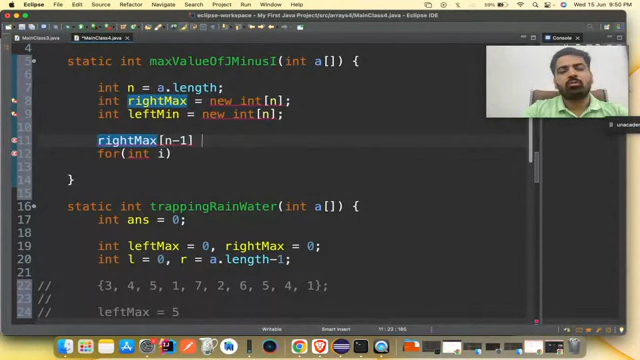 Eclipse File Edit Source Refactor Navigate Search Project Run Window Help
Wed 15 Jun 5:50 PM
eclipse-workspace - My First Java Project/src/arrays4/MainClass4.java - Eclipse IDE
MainClass3.java *MainClass4.java
Console
4
5 static int maxValueOfJMinusI(int a[]) {
6
7 int n = a.length;
8 int rightMax = new int[n];
9 int leftMin = new int[n];
10
11 rightMax[n-1]
12 for(int i)
13
14 }
15
16 static int trappingRainWater(int a[]) {
17 int ans = 0;
18
19 int leftMax = 0, rightMax = 0;
20 int l = 0, r = a.length-1;
21
22 // {3, 4, 5, 1, 7, 2, 6, 5, 4, 1};
23 //
24 // leftMax = 5
unacademy
Writable
Smart Insert
11 : 22 : 185